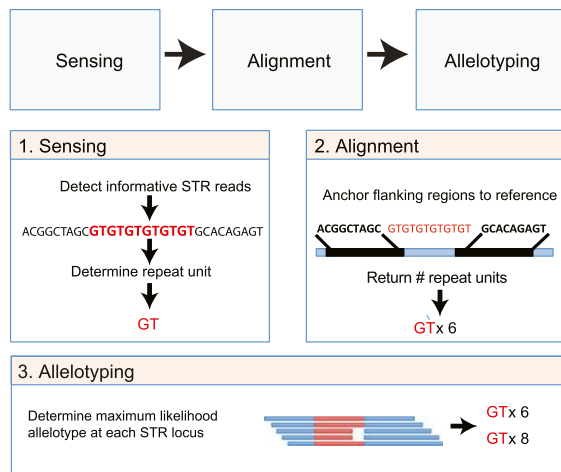 Sensing
Alignment
Allelotyping
1. Sensing
Detect informative STR reads
ACGGCTAGCGTGTGTGTGTGTGCACAGAGT
Determine repeat unit
GT
2. Alignment
Anchor flanking regions to reference
ACGGCTAGC GTGTGTGTGTGT GCACAGAGT
Return # repeat units
GTx 6
3. Allelotyping
Determine maximum likelihood
allelotype at each STR locus
GTx 6
GTx 8